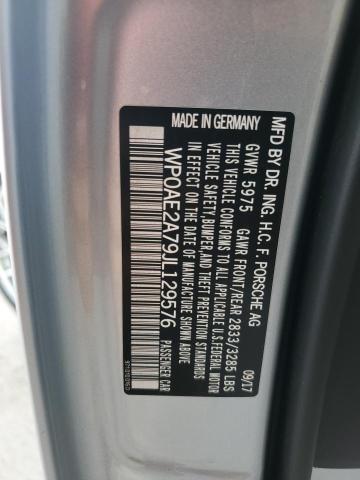 MFD BY DR. ING. H.C. F. PORSCHE AG
GVWR 5975 GAWR FRONT/REAR 2833/3285 LBS 09/17
THIS VEHICLE CONFORMS TO ALL APPLICABLE U.S. FEDERAL MOTOR
VEHICLE SAFETY, BUMPER, AND THEFT PREVENTION STANDARDS
IN EFFECT ON THE DATE OF MANUFACTURE SHOWN ABOVE.
WP0AE2A79JL129576 PASSENGER CAR
MADE IN GERMANY